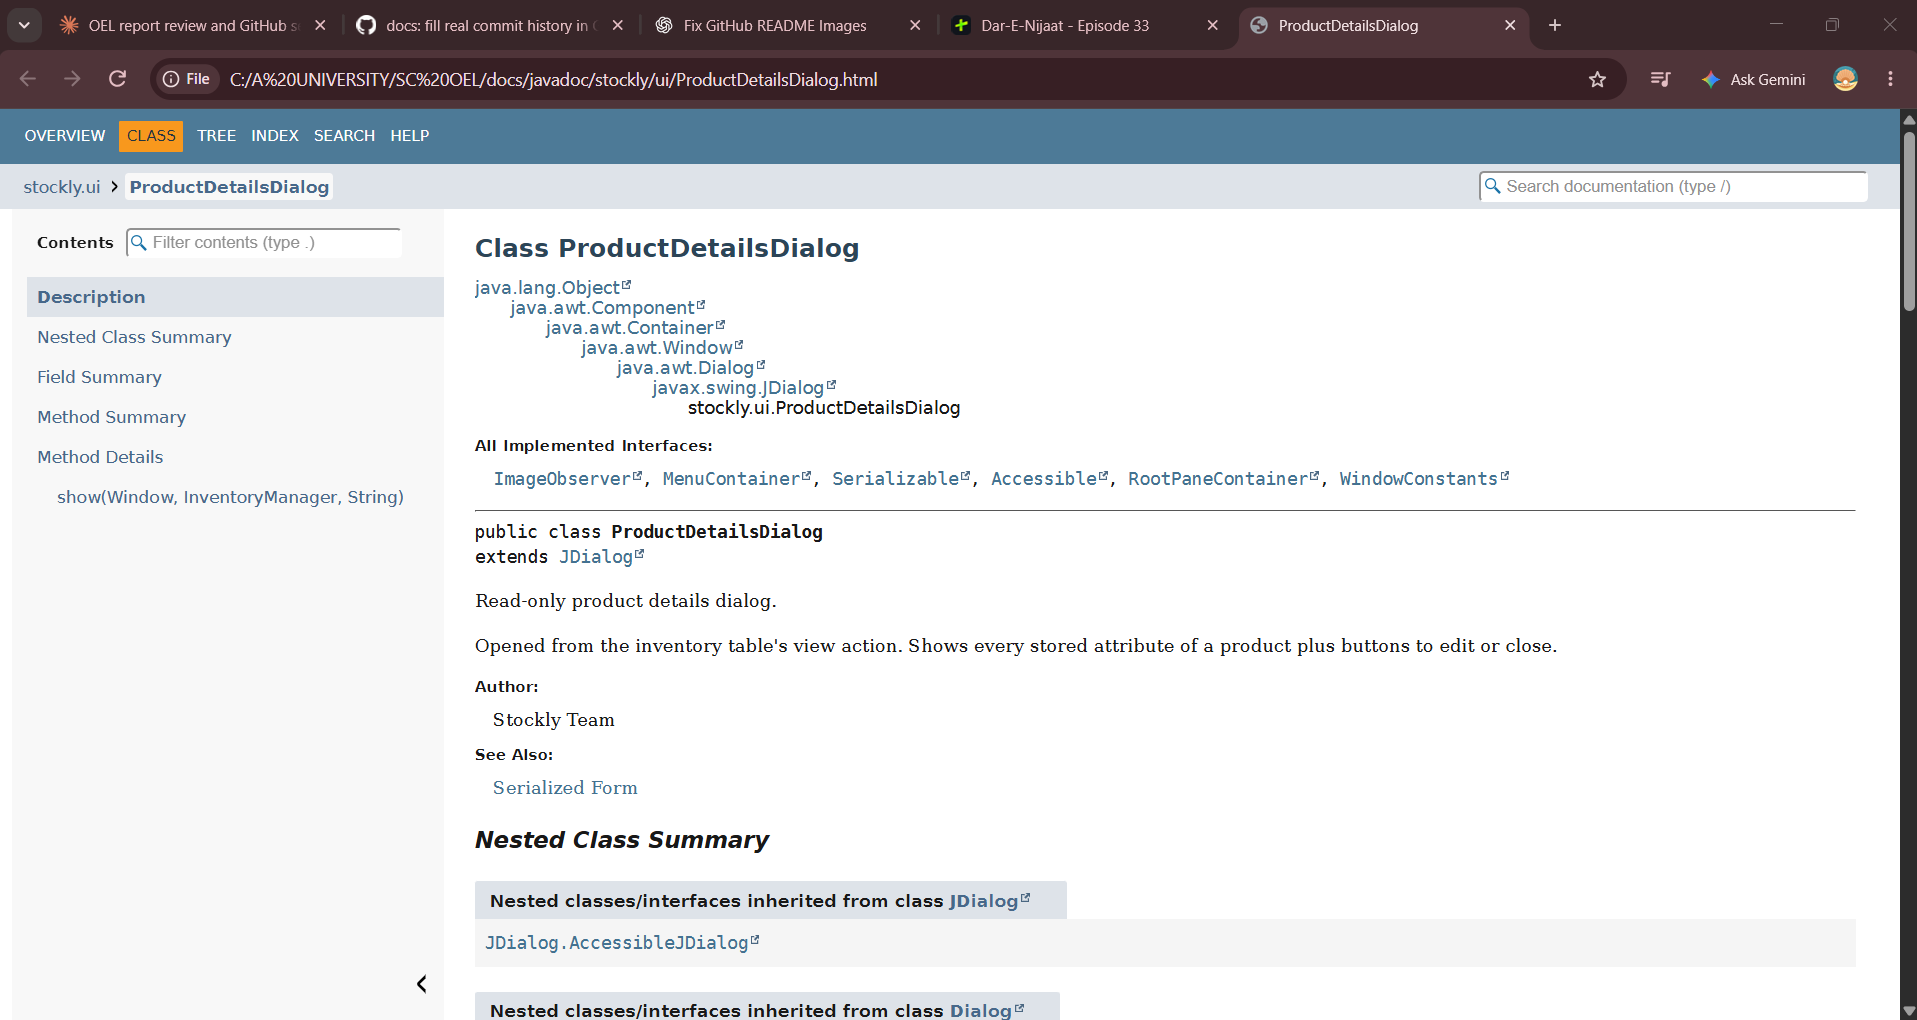 OEL report review and GitHub s
docs: fill real commit history in
Fix GitHub README Images
Dar-E-Nijaat - Episode 33
ProductDetailsDialog
File
C:/A%20UNIVERSITY/SC%20OEL/docs/javadoc/stockly/ui/ProductDetailsDialog.html
Ask Gemini
OVERVIEW CLASS TREE INDEX SEARCH HELP
stockly.ui > ProductDetailsDialog
Search documentation (type /)
Contents
Filter contents (type .)
Description
Nested Class Summary
Field Summary
Method Summary
Method Details
show(Window, InventoryManager, String)
Class ProductDetailsDialog
java.lang.Object
java.awt.Component
java.awt.Container
java.awt.Window
java.awt.Dialog
javax.swing.JDialog
stockly.ui.ProductDetailsDialog
All Implemented Interfaces:
ImageObserver, MenuContainer, Serializable, Accessible, RootPaneContainer, WindowConstants
public class ProductDetailsDialog
extends JDialog
Read-only product details dialog.
Opened from the inventory table's view action. Shows every stored attribute of a product plus buttons to edit or close.
Author:
Stockly Team
See Also:
Serialized Form
Nested Class Summary
Nested classes/interfaces inherited from class JDialog
JDialog.AccessibleJDialog
Nested classes/interfaces inherited from class Dialog